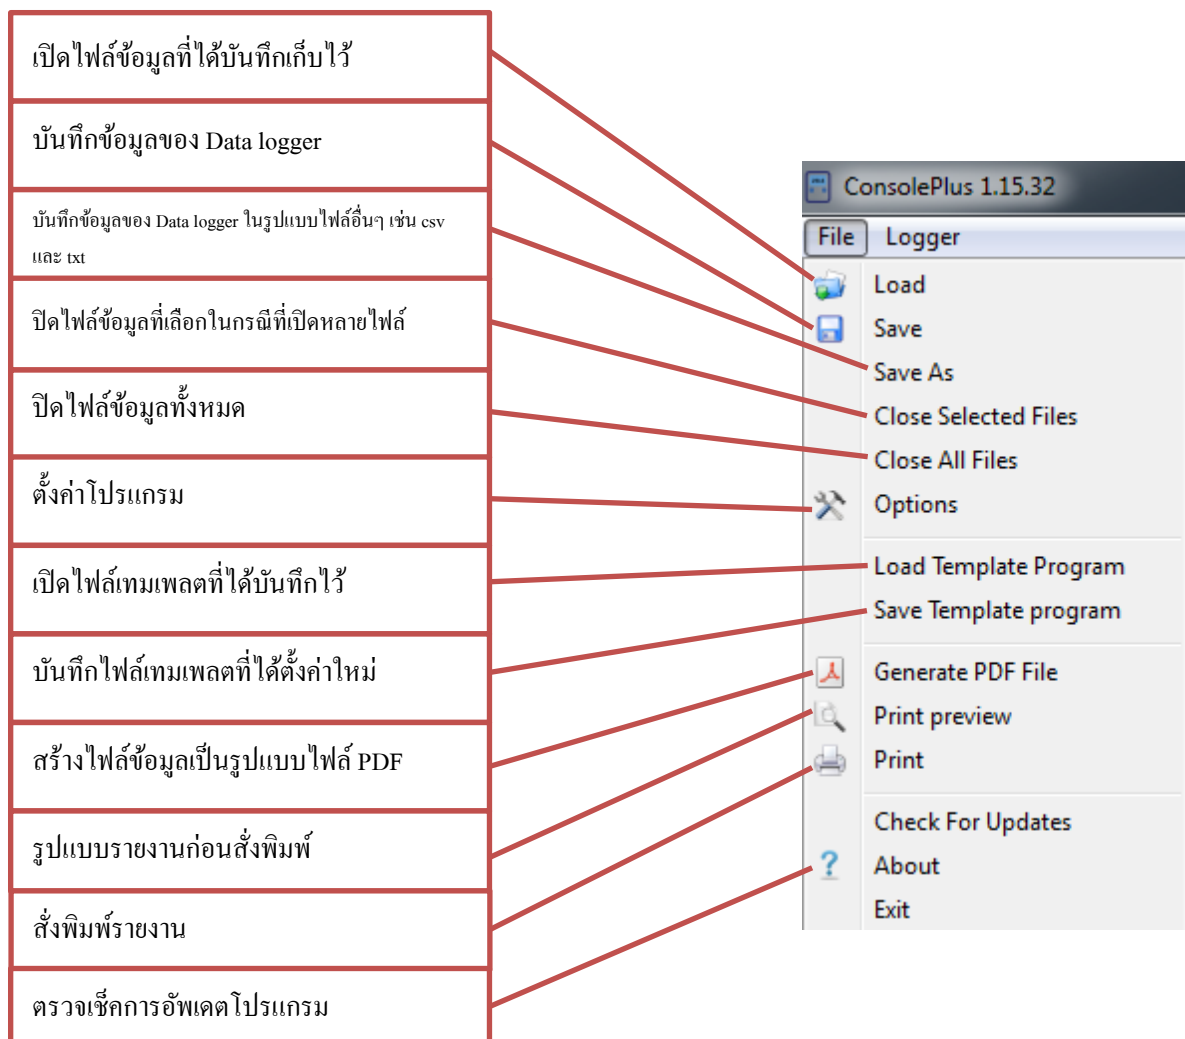 เปิดไฟล์ข้อมูลที่ได้บันทึกเก็บไว้
บันทึกข้อมูลของ Data logger
บันทึกข้อมูลของ Data logger ในรูปแบบไฟล์อื่นๆ เช่น csv
และ txt
ปิดไฟล์ข้อมูลที่เลือกในกรณีที่เปิดหลายไฟล์
ปิดไฟล์ข้อมูลทั้งหมด
ตั้งค่าโปรแกรม
เปิดไฟล์เทมเพลตที่ได้บันทึกไว้
บันทึกไฟล์เทมเพลตที่ได้ตั้งค่าใหม่
สร้างไฟล์ข้อมูลเป็นรูปแบบไฟล์ PDF
รูปแบบรายงานก่อนสั่งพิมพ์
สั่งพิมพ์รายงาน
ตรวจเช็คการอัพเดตโปรแกรม
ConsolePlus 1.15.32
File Logger
Load
Save
Save As
Close Selected Files
Close All Files
Options
Load Template Program
Save Template program
Generate PDF File
Print preview
Print
Check For Updates
About
Exit